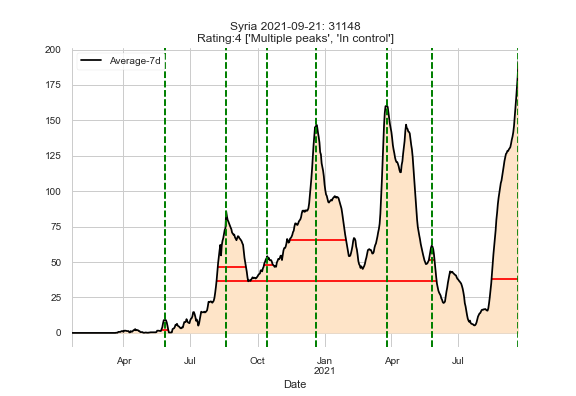 Syria 2021-09-21: 31148
Rating:4 ['Multiple peaks', 'In control']
200
Average-7d
175
150
125
100
75
50
25
0
Apr
Jul
Oct
Jan
2021
Apr
Jul
Date